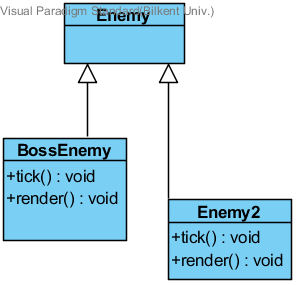 Visual Paradigm Standard(Bilkent Univ.)
Enemy
BossEnemy
+tick() : void
+render() : void
Enemy2
+tick() : void
+render() : void